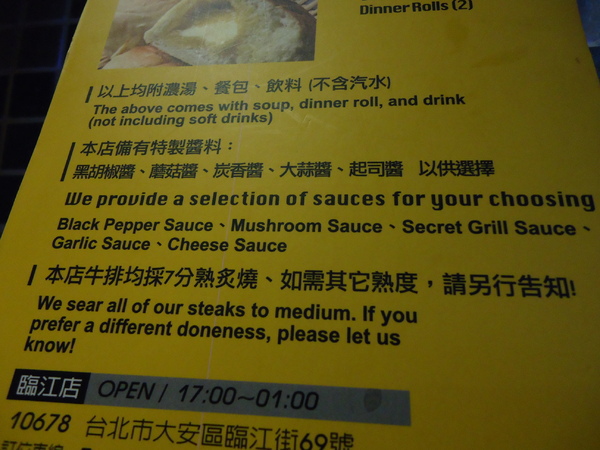 Dinner Rolls (2)
以上均附濃湯、餐包、飲料 (不含汽水)
The above comes with soup, dinner roll, and drink
(not including soft drinks)
本店備有特製醬料：
黑胡椒醬、蘑菇醬、炭香醬、大蒜醬、起司醬 以供選擇
We provide a selection of sauces for your choosing
Black Pepper Sauce、Mushroom Sauce、Secret Grill Sauce、
Garlic Sauce、Cheese Sauce
本店牛排均採7分熟炙燒、如需其它熟度，請另行告知!
We sear all of our steaks to medium. If you
prefer a different doneness, please let us
know!
臨江店 OPEN / 17:00~01:00
10678 台北市大安區臨江街69號